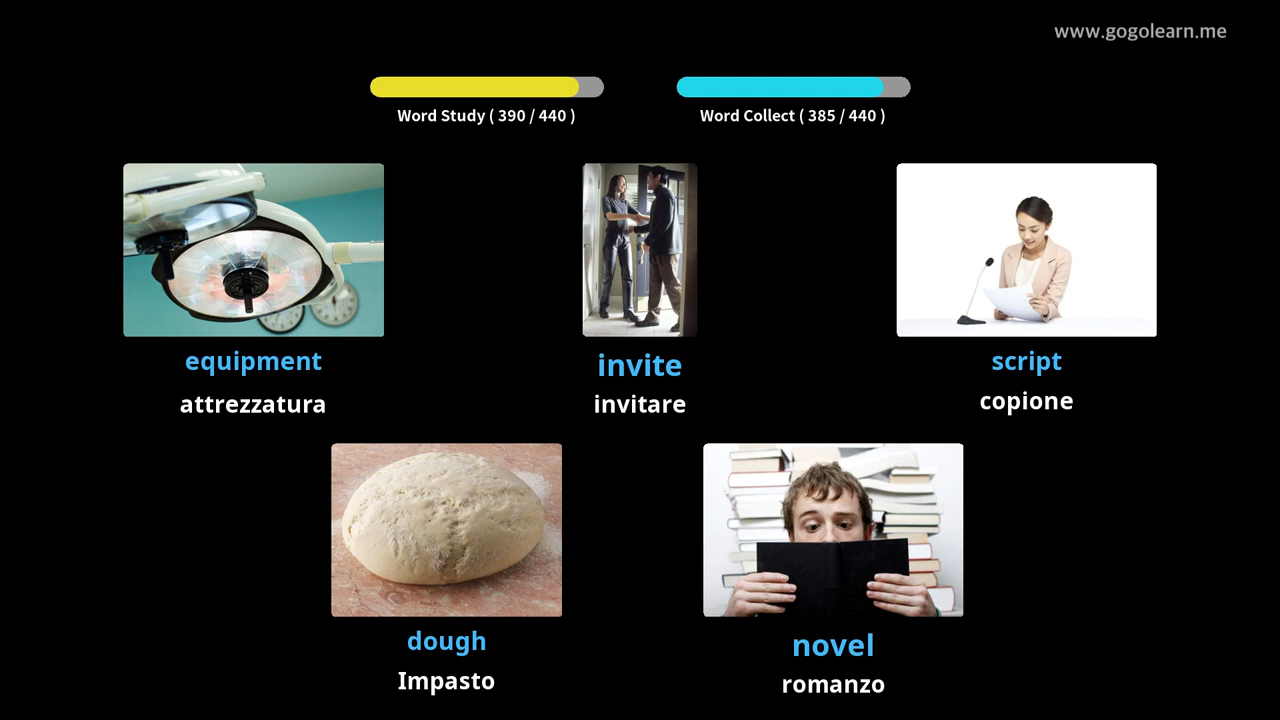 www.gogolearn.me
Word Study ( 390 / 440 )
Word Collect ( 385 / 440 )
equipment
attrezzatura
invite
invitare
script
copione
dough
Impasto
novel
romanzo